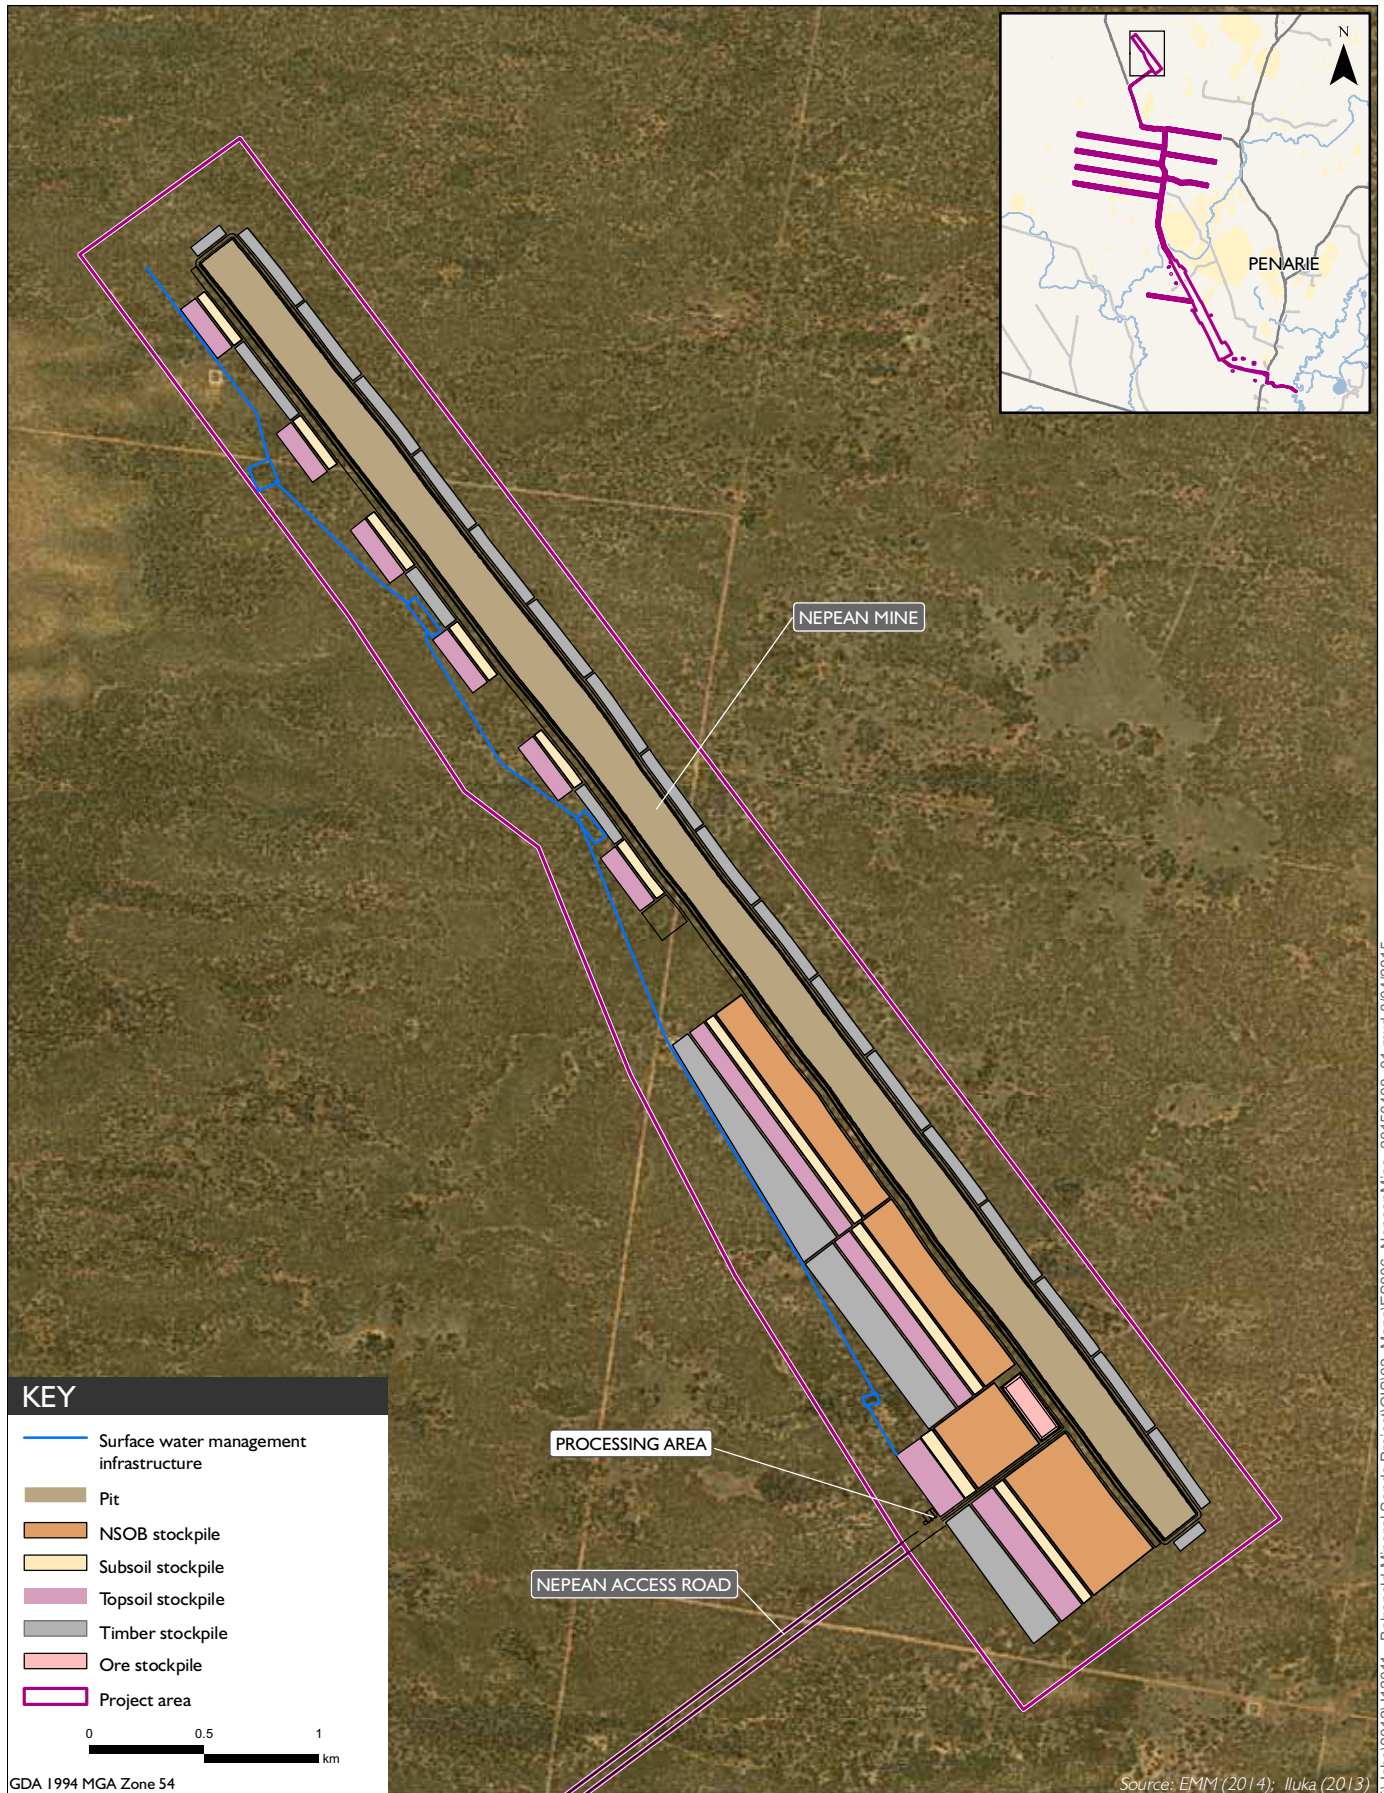 N
PENARIE
NEPEAN MINE
PROCESSING AREA
NEPEAN ACCESS ROAD
KEY
Surface water management
infrastructure
Pit
NSOB stockpile
Subsoil stockpile
Topsoil stockpile
Timber stockpile
Ore stockpile
Project area
0 0.5 1
km
GDA 1994 MGA Zone 54
Source: EMM (2014); Iluka (2013)